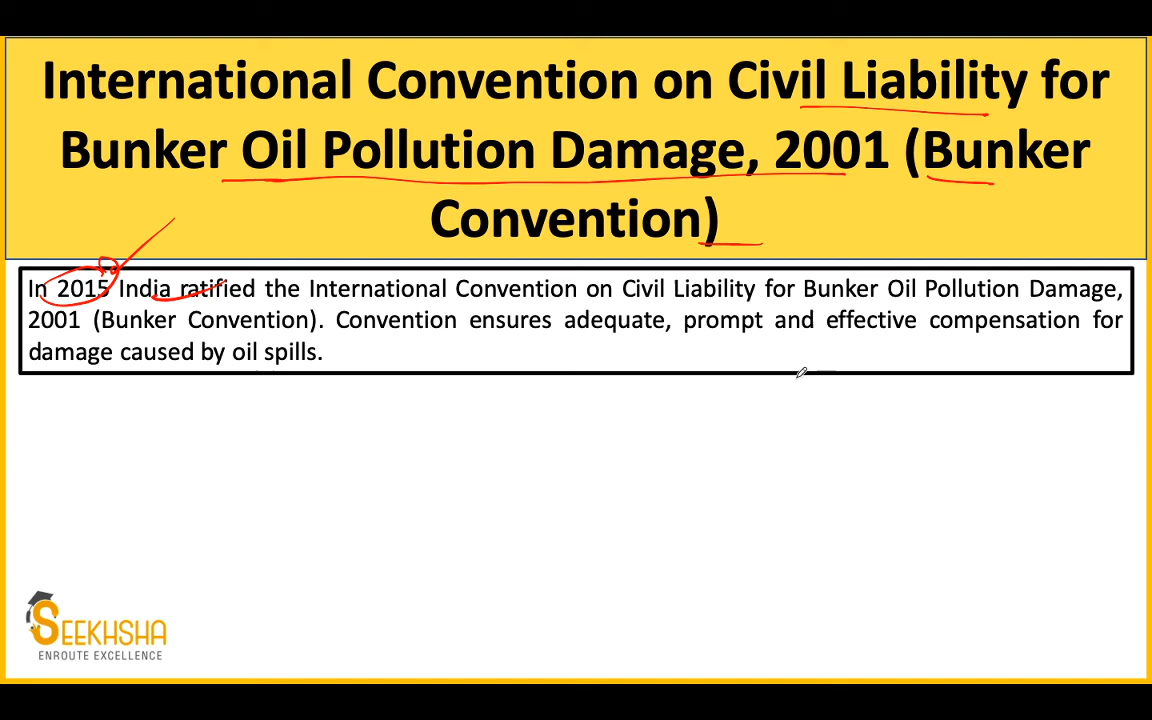 International Convention on Civil Liability for
Bunker Oil Pollution Damage, 2001 (Bunker
Convention)
In 2015 India ratified the International Convention on Civil Liability for Bunker Oil Pollution Damage,
2001 (Bunker Convention). Convention ensures adequate, prompt and effective compensation for
damage caused by oil spills.
SEEKHSHA
ENROUTE EXCELLENCE